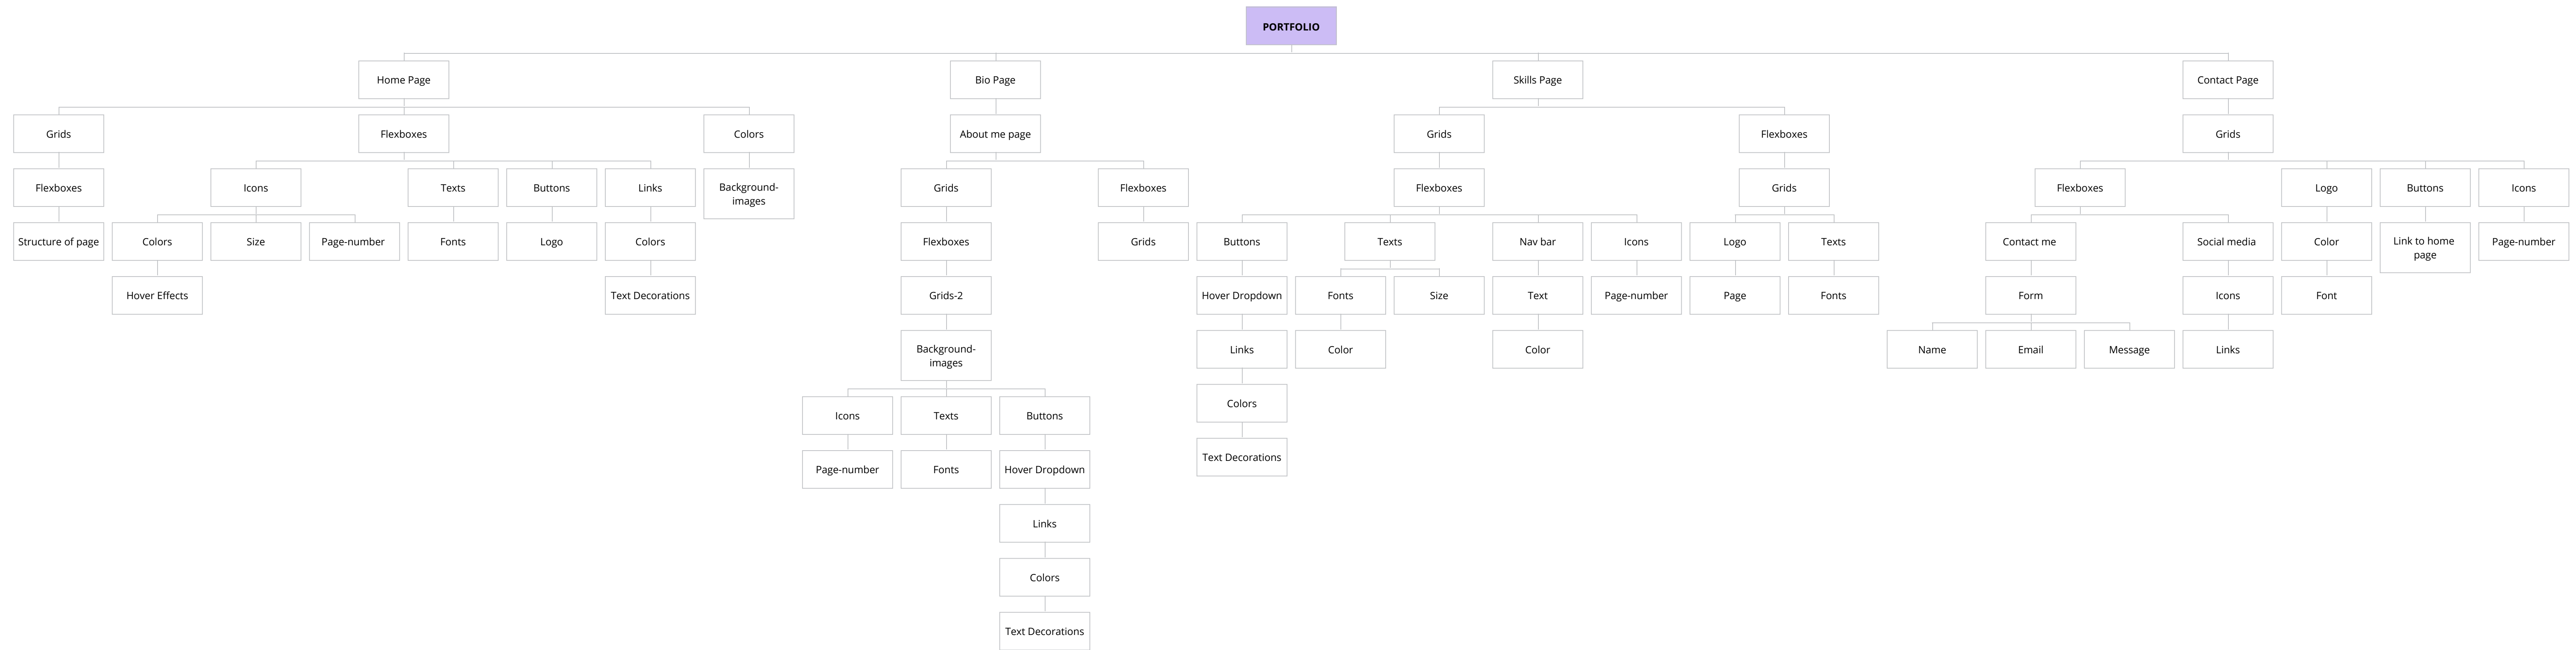 PORTFOLIO
Home Page
Bio Page
Skills Page
Contact Page
Grids
Flexboxes
Colors
About me page
Grids
Flexboxes
Grids
Flexboxes
Icons
Texts
Buttons
Links
Background-
images
Grids
Flexboxes
Flexboxes
Grids
Flexboxes
Logo
Buttons
Icons
Structure of page
Colors
Size
Page-number
Fonts
Logo
Colors
Flexboxes
Grids
Buttons
Texts
Nav bar
Icons
Logo
Texts
Contact me
Social media
Color
Link to home
page
Page-number
Hover Effects
Text Decorations
Grids-2
Hover Dropdown
Fonts
Size
Text
Page-number
Page
Fonts
Form
Icons
Font
Background-
images
Links
Color
Color
Name
Email
Message
Links
Icons
Texts
Buttons
Colors
Page-number
Fonts
Hover Dropdown
Text Decorations
Links
Colors
Text Decorations